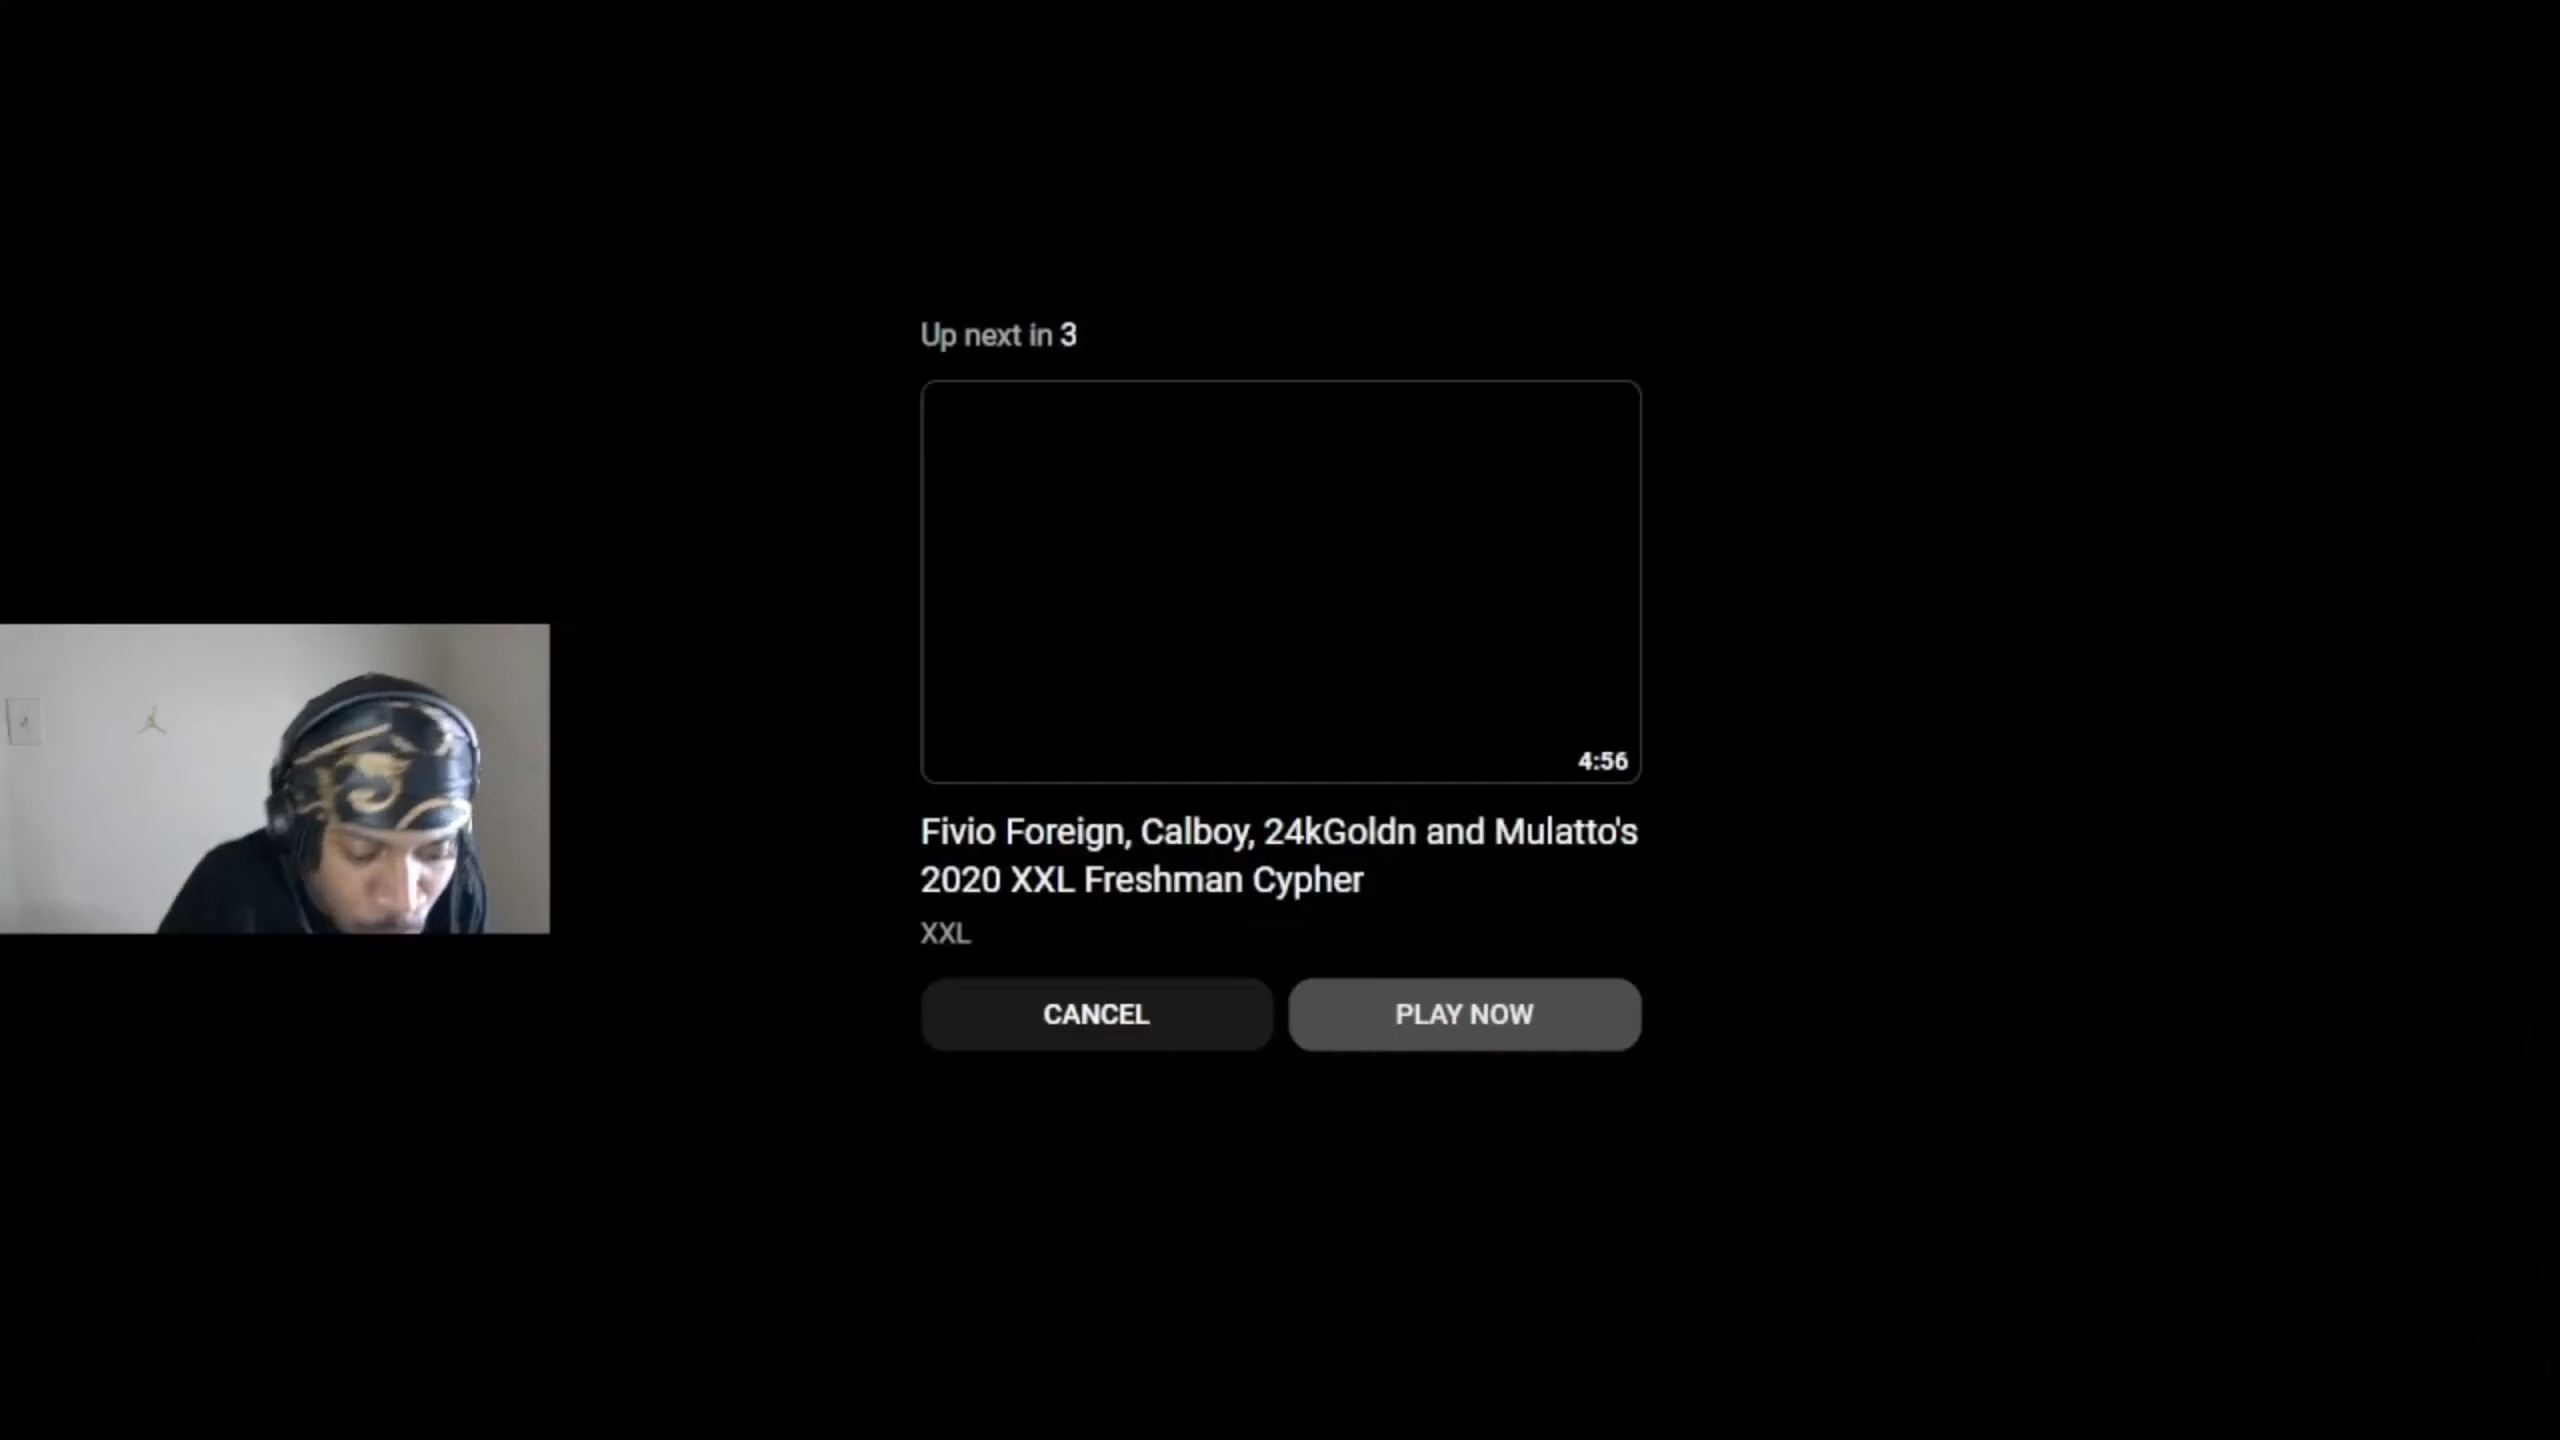 Up next in 3
4:56
Fivio Foreign, Calboy, 24kGoldn and Mulatto's
2020 XXL Freshman Cypher
XXL
CANCEL
PLAY NOW